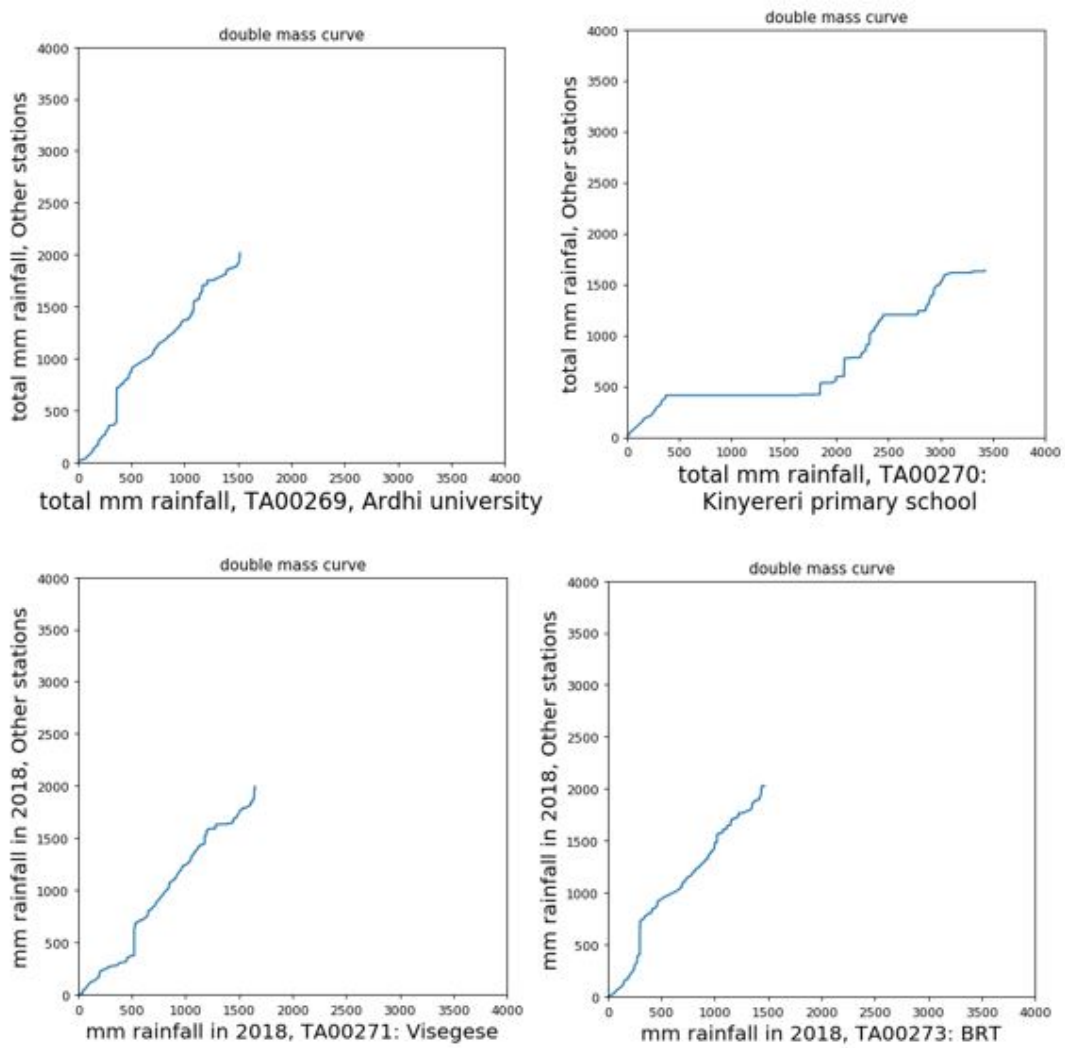 double mass curve
4000
3500
3000
2500
2000
1500
1000
500
0
total mm rainfall, Other stations
0 500 1000 1500 2000 2500 3000 3500 4000
total mm rainfall, TA00269, Ardhi university
double mass curve
4000
3500
3000
2500
2000
1500
1000
500
0
total mm rainfal, Other stations
0 500 1000 1500 2000 2500 3000 3500 4000
total mm rainfall, TA00270:
Kinyereri primary school
double mass curve
4000
3500
3000
2500
2000
1500
1000
500
0
mm rainfall in 2018, Other stations
0 500 1000 1500 2000 2500 3000 3500 4000
mm rainfall in 2018, TA00271: Visegese
double mass curve
4000
3500
3000
2500
2000
1500
1000
500
0
mm rainfall in 2018, Other stations
0 500 1000 1500 2000 2500 3000 3500 4000
mm rainfall in 2018, TA00273: BRT